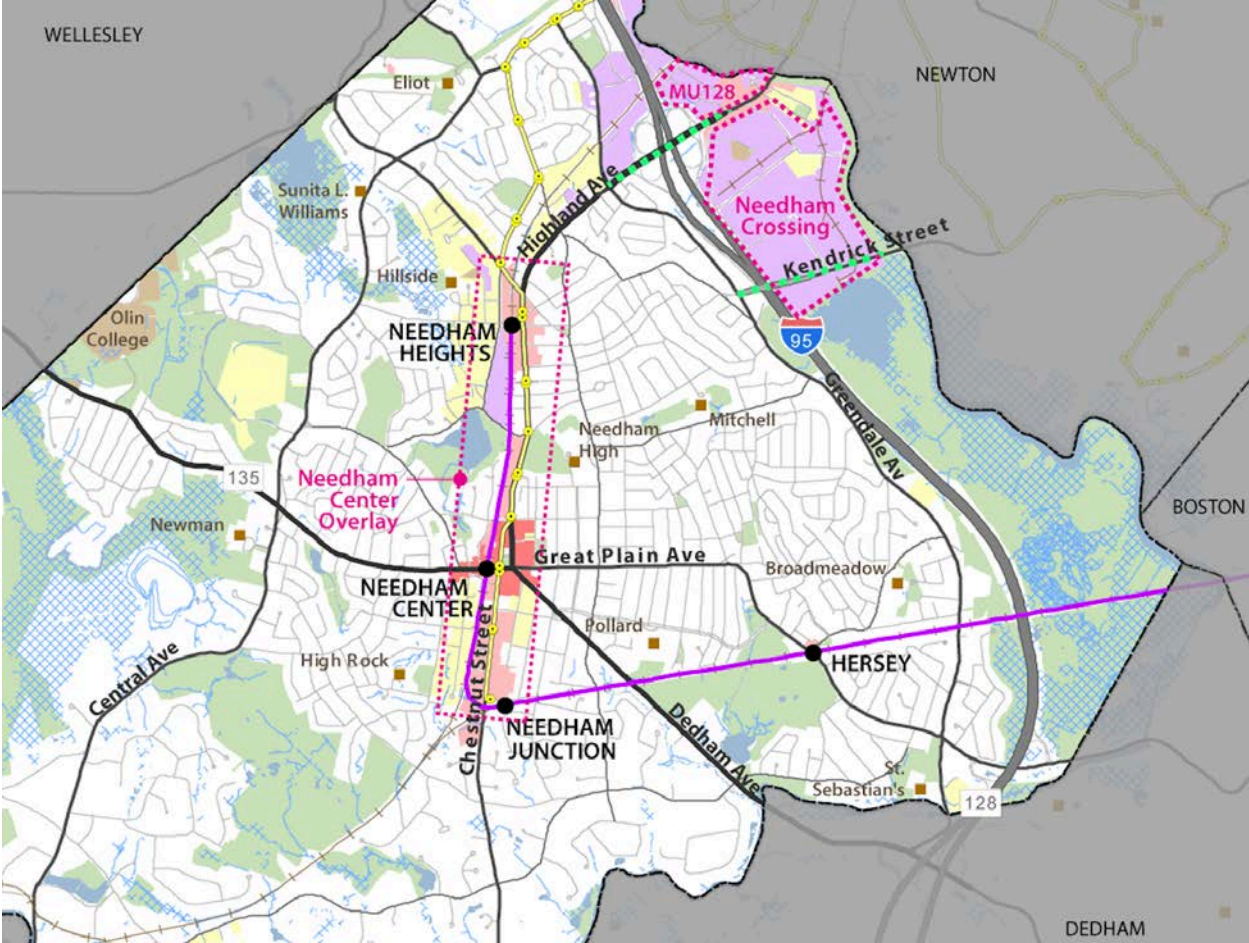 WELLESLEY
NEWTON
Eliot
MU128
Sunita L.
Williams
Highland Ave
Needham
Crossing
Kendrick Street
Hillside
Olin
College
NEEDHAM
HEIGHTS
95
Greendale Av
Mitchell
Needham
High
135
Needham
Center
Overlay
BOSTON
Newman
Great Plain Ave
Broadmeadow
NEEDHAM
CENTER
Pollard
Chestnut Street
High Rock
HERSEY
Central Ave
NEEDHAM
JUNCTION
Dedham Ave
St.
Sebastian's
128
DEDHAM